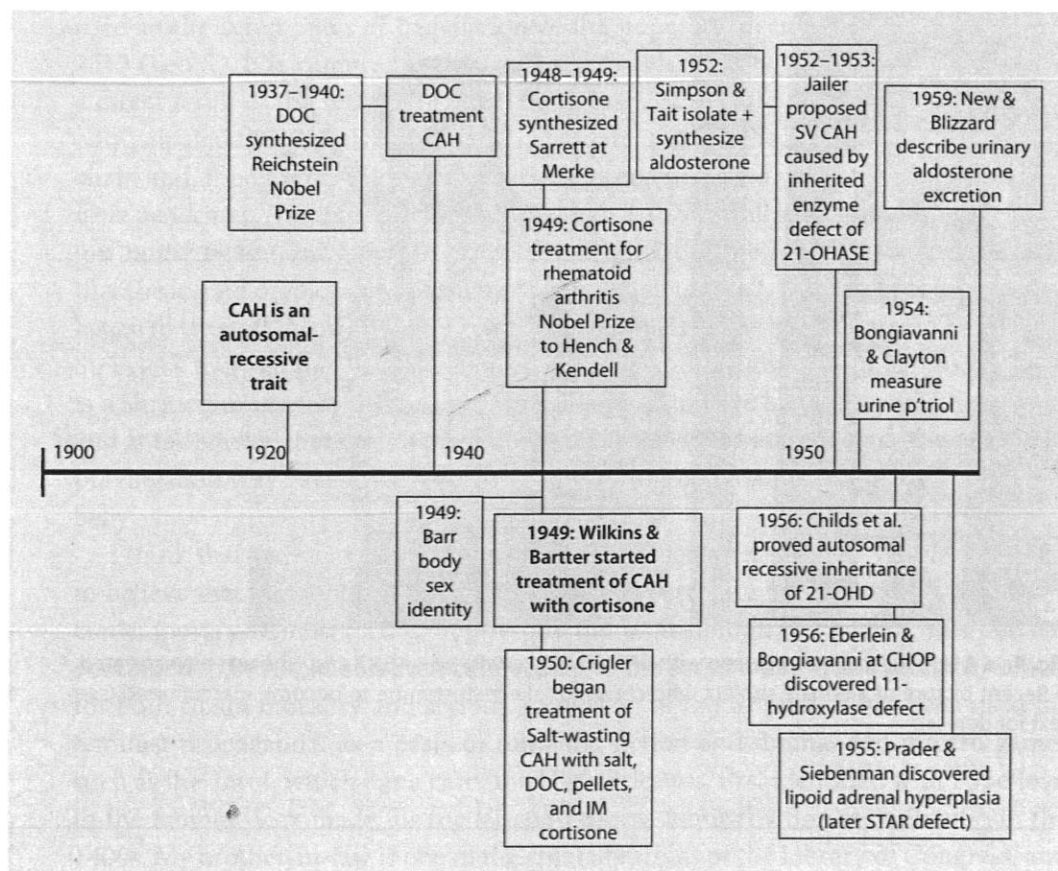 1937–1940:
DOC
synthesized
Reichstein
Nobel
Prize
DOC
treatment
CAH
1948–1949:
Cortisone
synthesized
Sarrett at
Merke
1952:
Simpson &
Tait isolate +
synthesize
aldosterone
1952–1953:
Jailer
proposed
SV CAH
caused by
inherited
enzyme
defect of
21-OHASE
1959: New &
Blizzard
describe urinary
aldosterone
excretion
1949: Cortisone
treatment for
rhematoid
arthritis
Nobel Prize
to Hench &
Kendell
CAH is an
autosomal-
recessive
trait
1954:
Bongiavanni
& Clayton
measure
urine p'triol
1900
1920
1940
1950
1949:
Barr
body
sex
identity
1949: Wilkins &
Bartter started
treatment of CAH
with cortisone
1956: Childs et al.
proved autosomal
recessive inheritance
of 21-OHD
1956: Eberlein &
Bongiavanni at CHOP
discovered 11-
hydroxylase defect
1950: Crigler
began
treatment of
Salt-wasting
CAH with salt,
DOC, pellets,
and IM
cortisone
1955: Prader &
Siebenman discovered
lipoid adrenal hyperplasia
(later STAR defect)